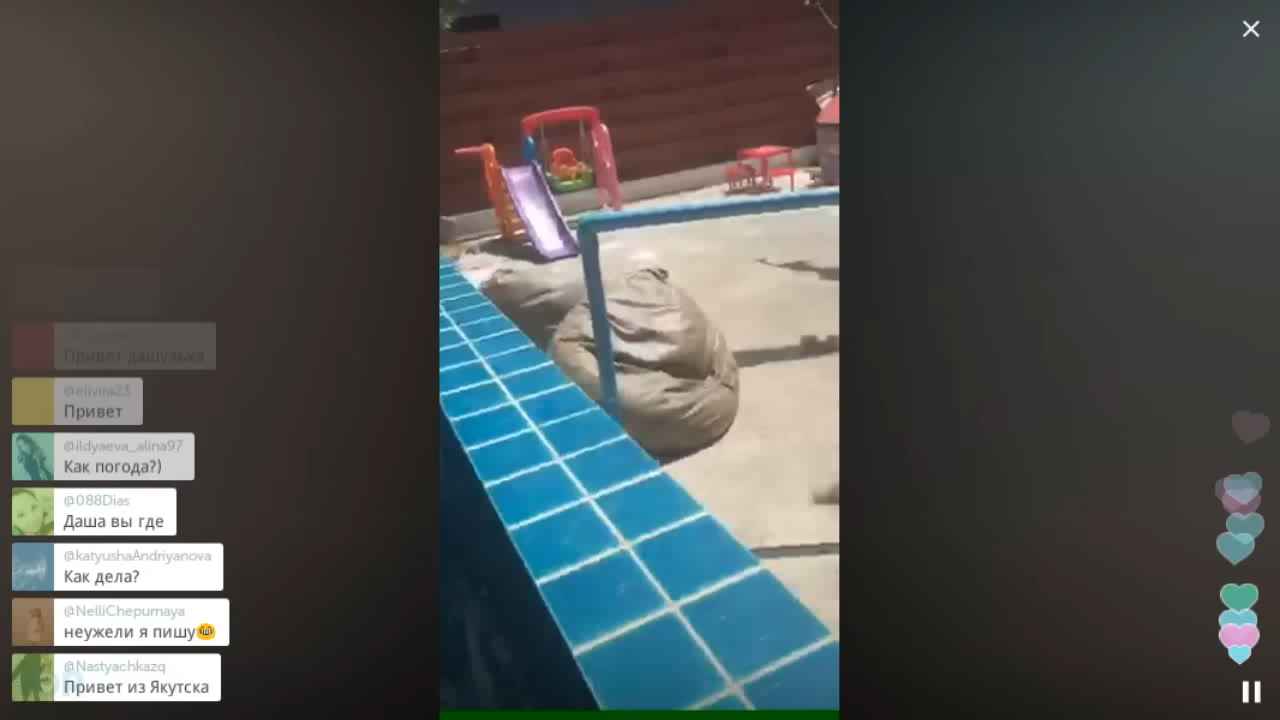 Привет дашулька
@elivira23
Привет
@ildyaeva_alina97
Как погода?)
@088Dias
Даша вы где
@katyushaAndriyanova
Как дела?
@NelliChepurnaya
неужели я пишу😂
@Nastyachkazq
Привет из Якутска